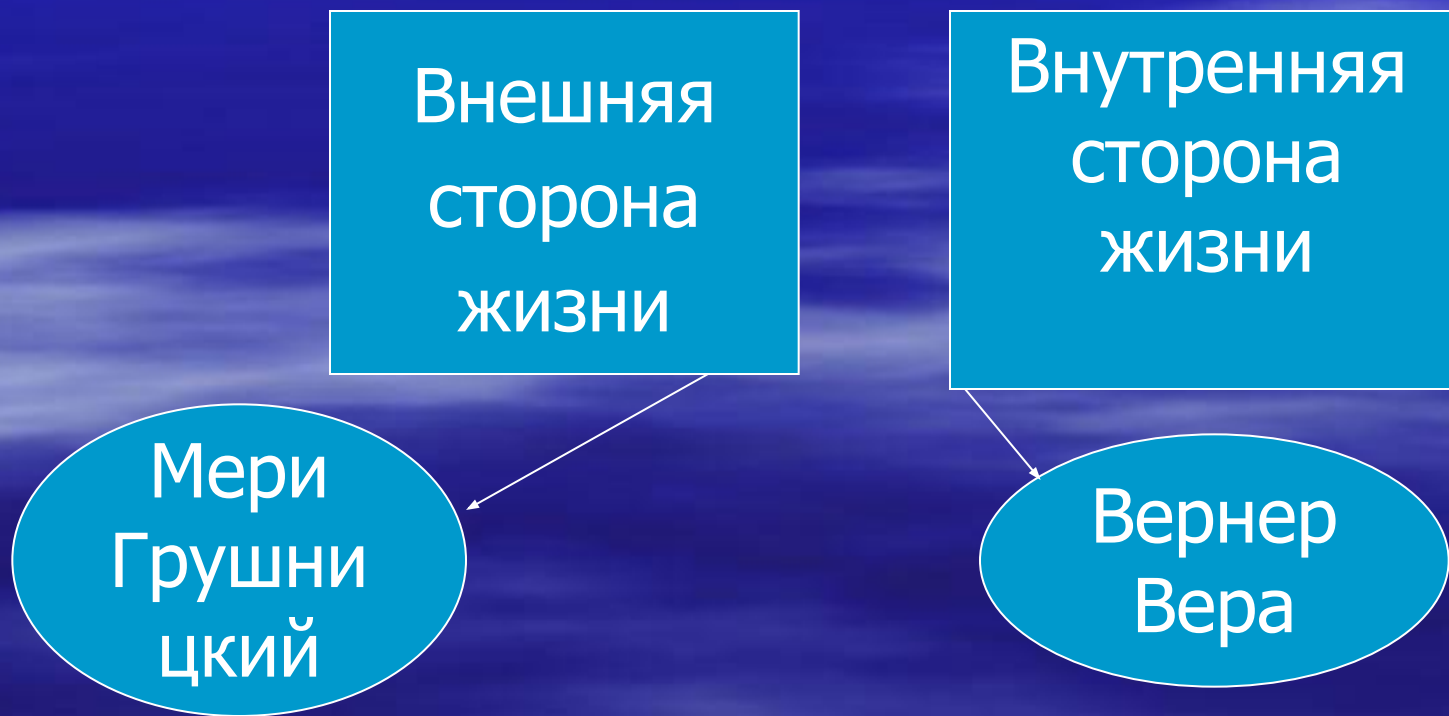 Внешняя
сторона
жизни
Внутренняя
сторона
жизни
Мери
Грушни
цкий
Вернер
Вера